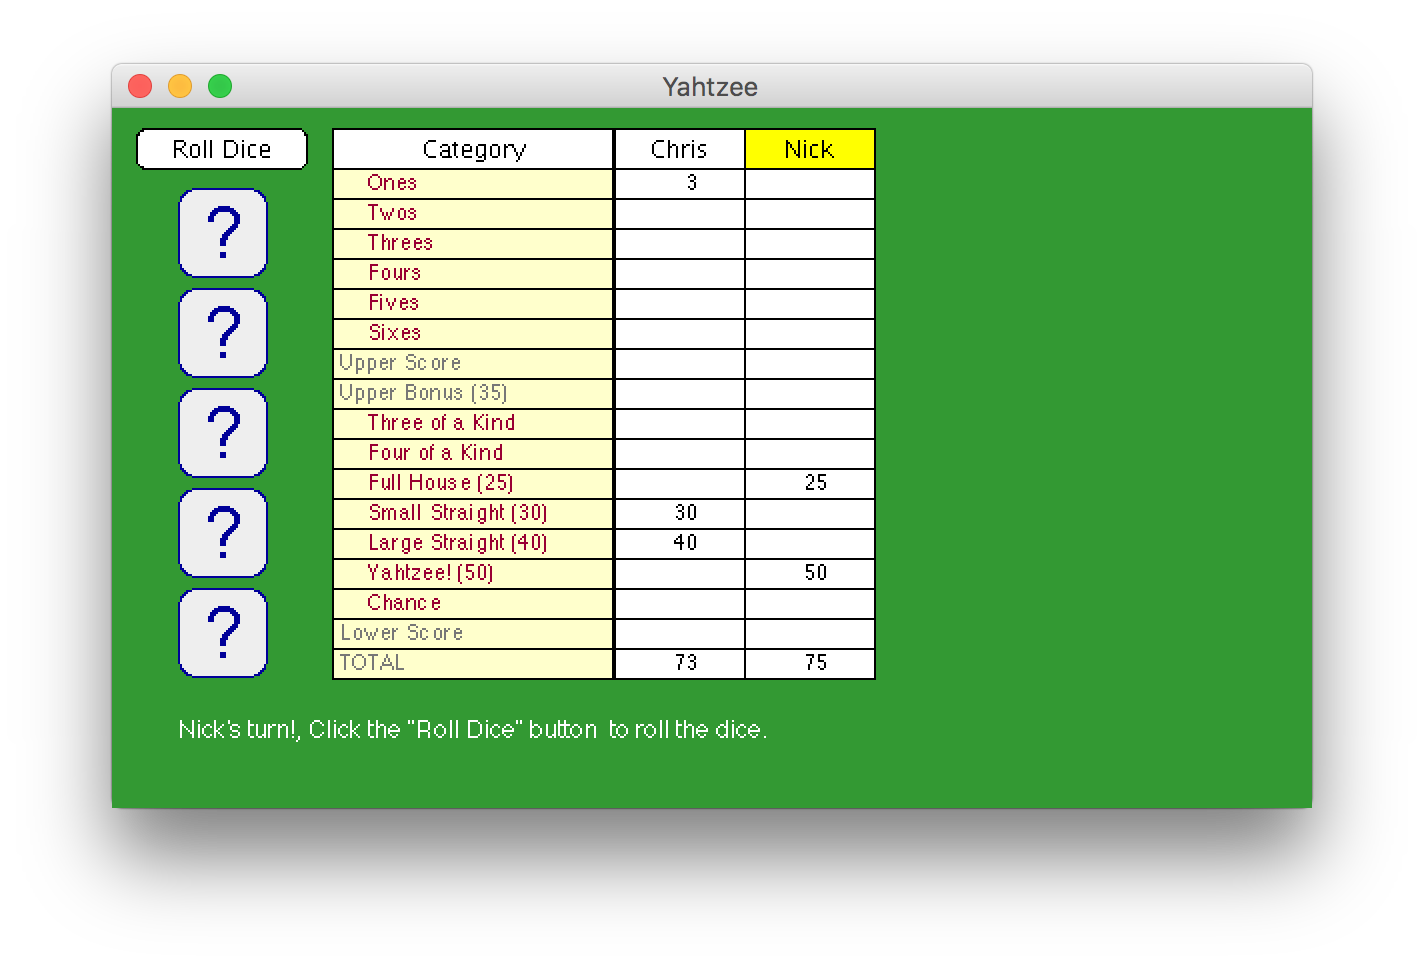 Yahtzee
Roll Dice
Category Chris Nick
Ones 3
Twos
Threes
Fours
Fives
Sixes
Upper Score
Upper Bonus (35)
Three of a Kind
Four of a Kind
Full House (25) 25
Small Straight (30) 30
Large Straight (40) 40
Yahtzee! (50) 50
Chance
Lower Score
TOTAL 73 75
?
?
?
?
?
Nick's turn!, Click the "Roll Dice" button to roll the dice.